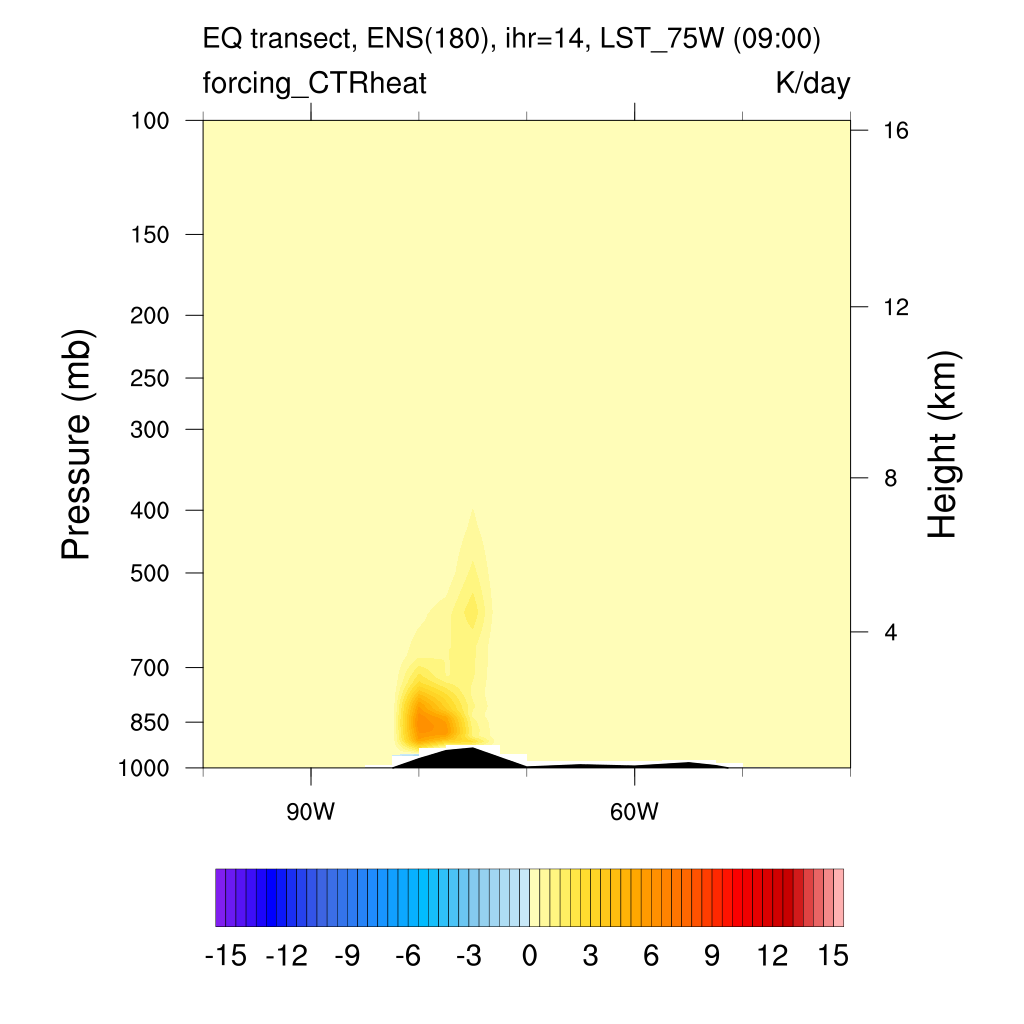 EQ transect, ENS(180), ihr=14, LST_75W (09:00)
forcing_CTRheat K/day
100
150
200
250
300
400
500
700
850
1000
Pressure (mb)
16
12
8
4
Height (km)
90W 60W
-15 -12 -9 -6 -3 0 3 6 9 12 15